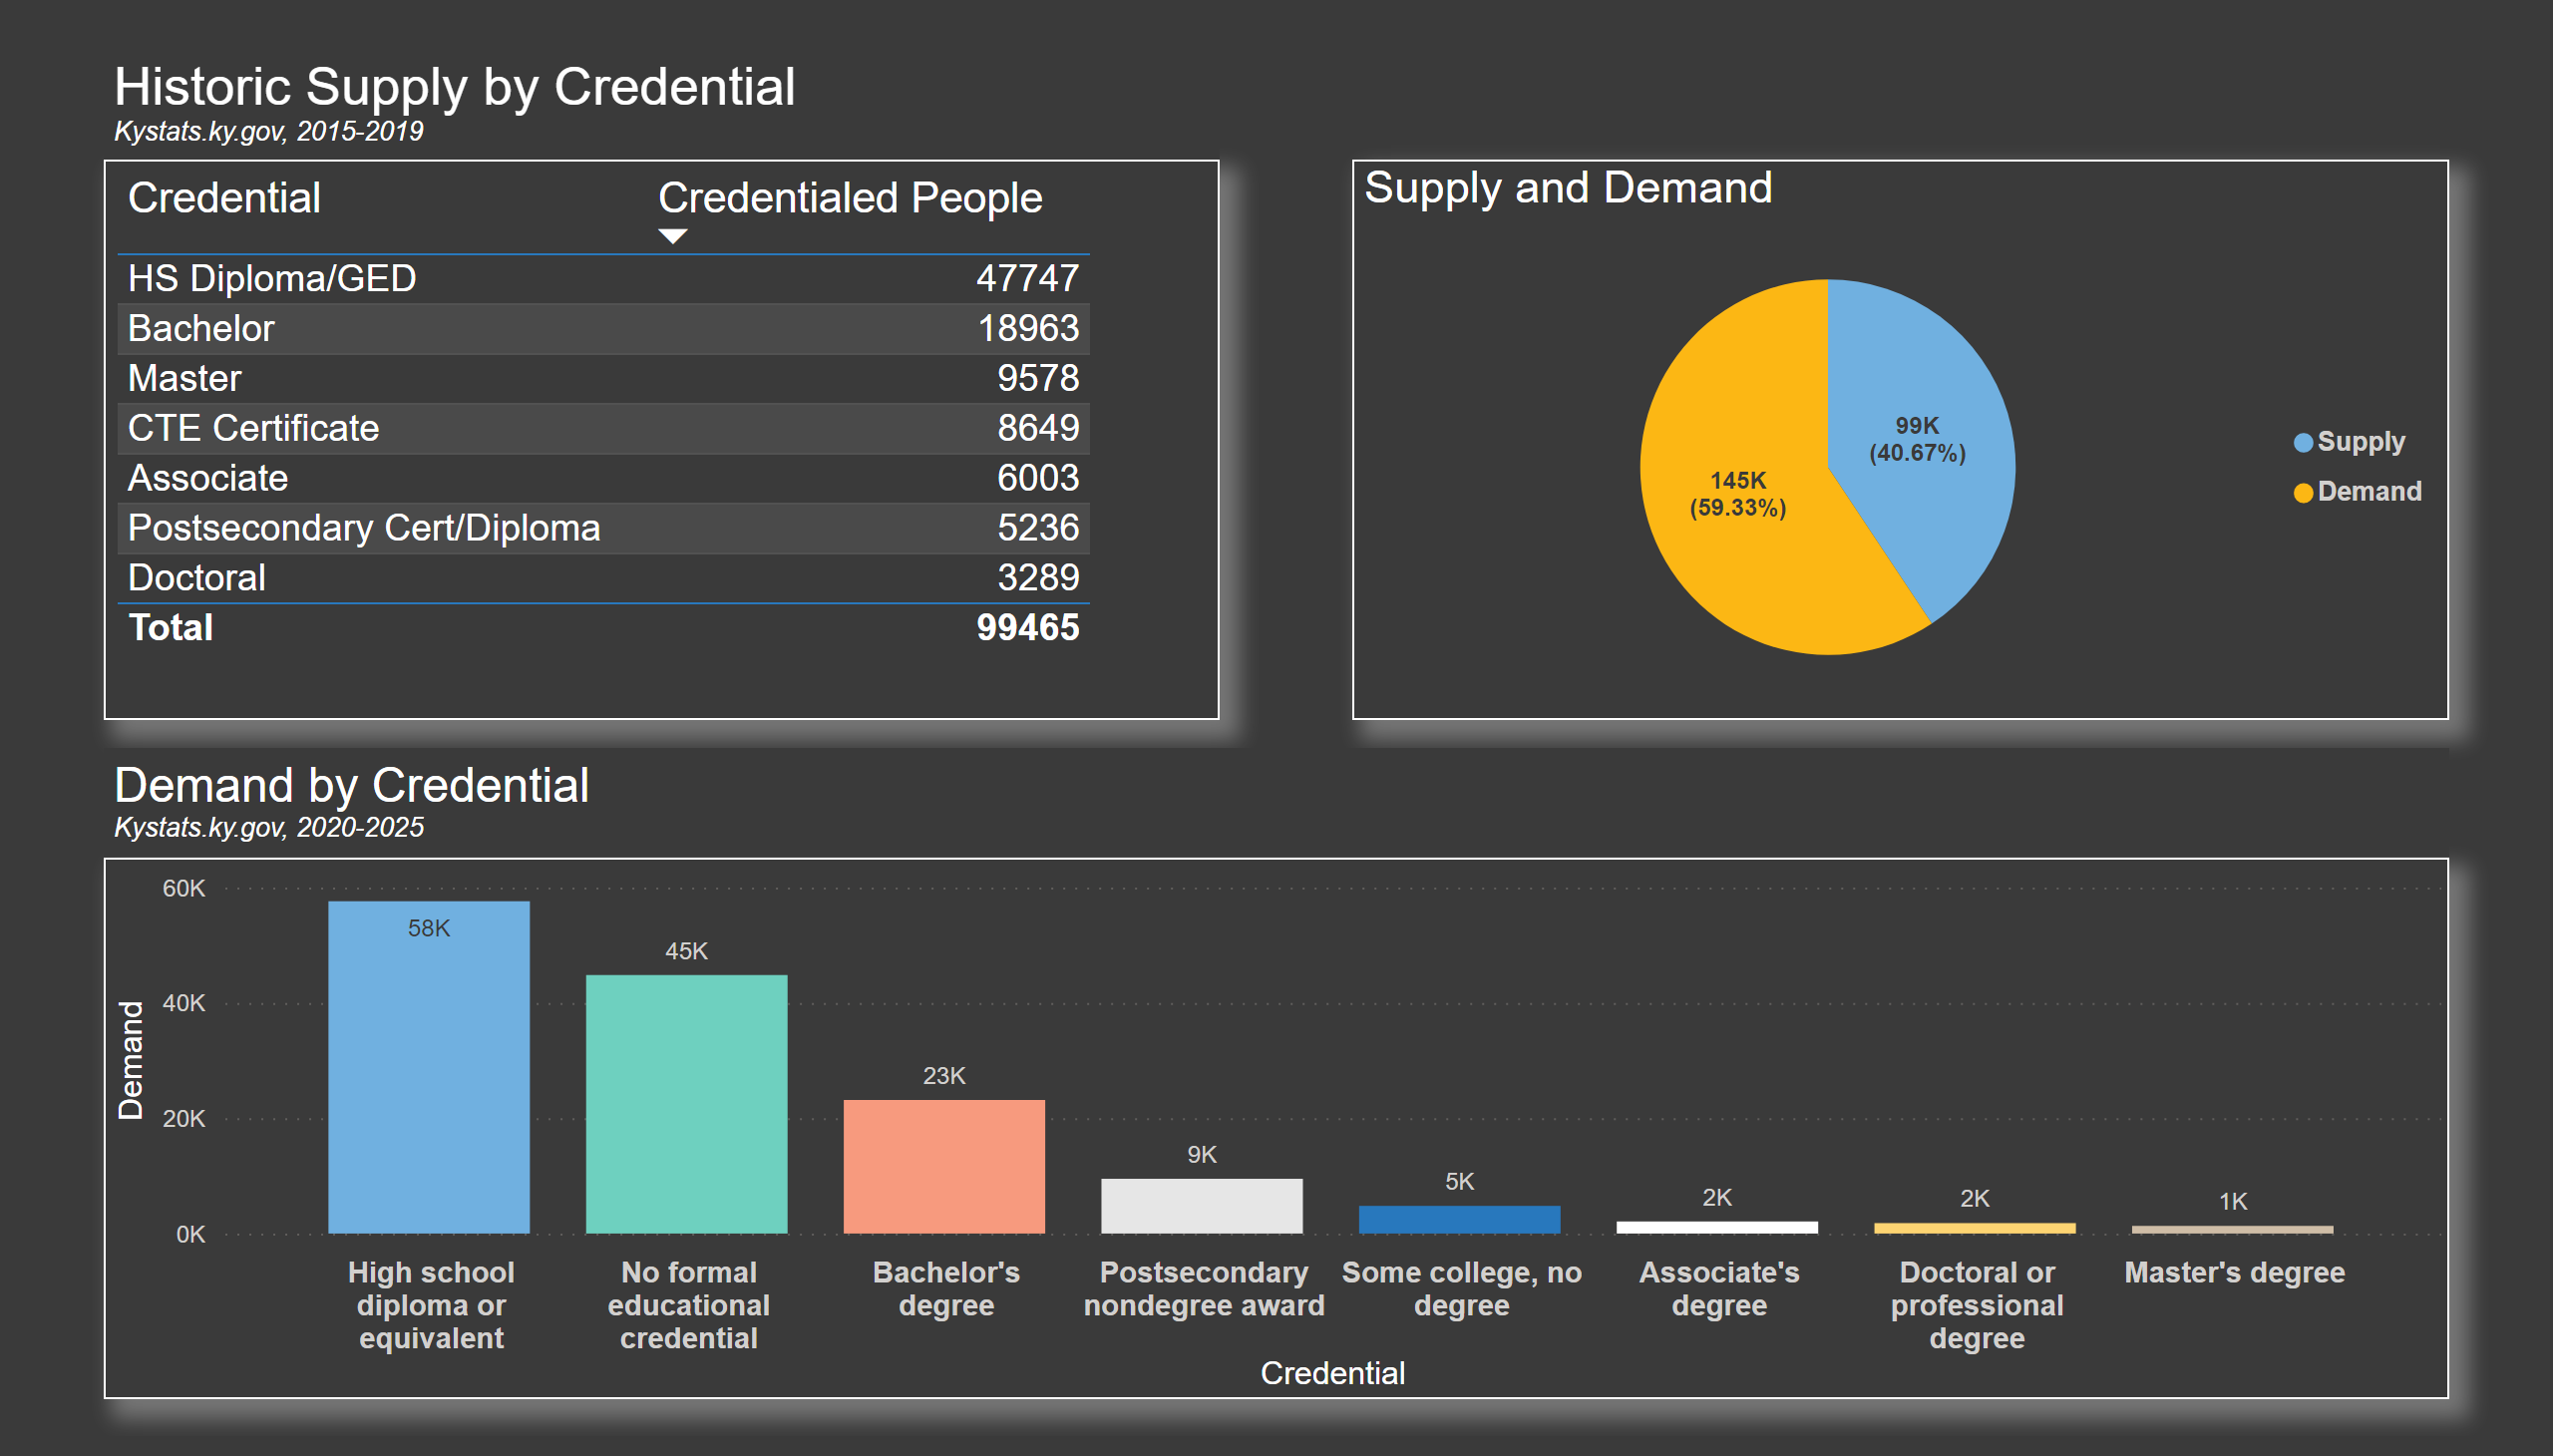 Historic Supply by Credential
Kystats.ky.gov, 2015-2019
Credential Credentialed People
HS Diploma/GED 47747
Bachelor 18963
Master 9578
CTE Certificate 8649
Associate 6003
Postsecondary Cert/Diploma 5236
Doctoral 3289
Total 99465
Supply and Demand
99K
(40.67%)
145K
(59.33%)
Supply
Demand
Demand by Credential
Kystats.ky.gov, 2020-2025
Demand
60K
40K
20K
0K
58K
45K
23K
9K
5K
2K
2K
1K
High school
diploma or
equivalent
No formal
educational
credential
Bachelor's
degree
Postsecondary
nondegree award
Some college, no
degree
Associate's
degree
Doctoral or
professional
degree
Master's degree
Credential